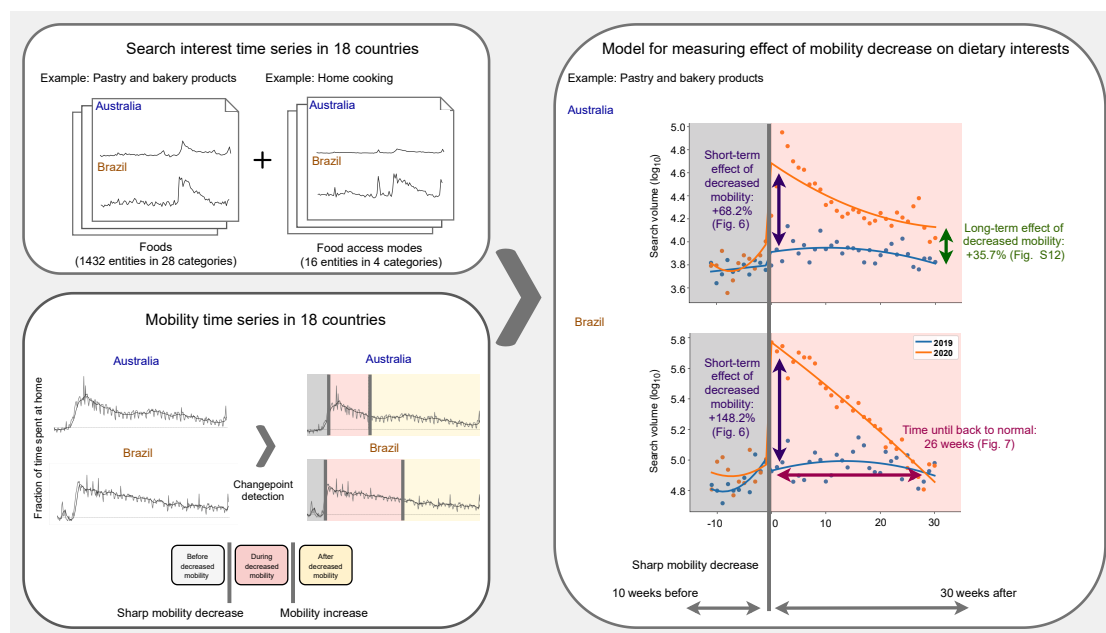 Search interest time series in 18 countries
Example: Pastry and bakery products
Example: Home cooking
Australia
Brazil
+
Australia
Brazil
Foods
(1432 entities in 28 categories)
Food access modes
(16 entities in 4 categories)
Mobility time series in 18 countries
Fraction of time spent at home
Australia
Brazil
Changepoint
detection
Australia
Brazil
Before
decreased
mobility
During
decreased
mobility
After
decreased
mobility
Sharp mobility decrease
Mobility increase
Model for measuring effect of mobility decrease on dietary interests
Example: Pastry and bakery products
Australia
Search volume (log10)
5.0
4.8
4.6
4.4
4.2
4.0
3.8
3.6
Short-term
effect of
decreased
mobility:
+68.2%
(Fig. 6)
Long-term effect of
decreased mobility:
+35.7% (Fig. S12)
Brazil
Search volume (log10)
5.8
5.6
5.4
5.2
5.0
4.8
Short-term
effect of
decreased
mobility:
+148.2%
(Fig. 6)
2019
2020
Time until back to normal:
26 weeks (Fig. 7)
-10 0 10 20 30
Sharp mobility decrease
10 weeks before
30 weeks after